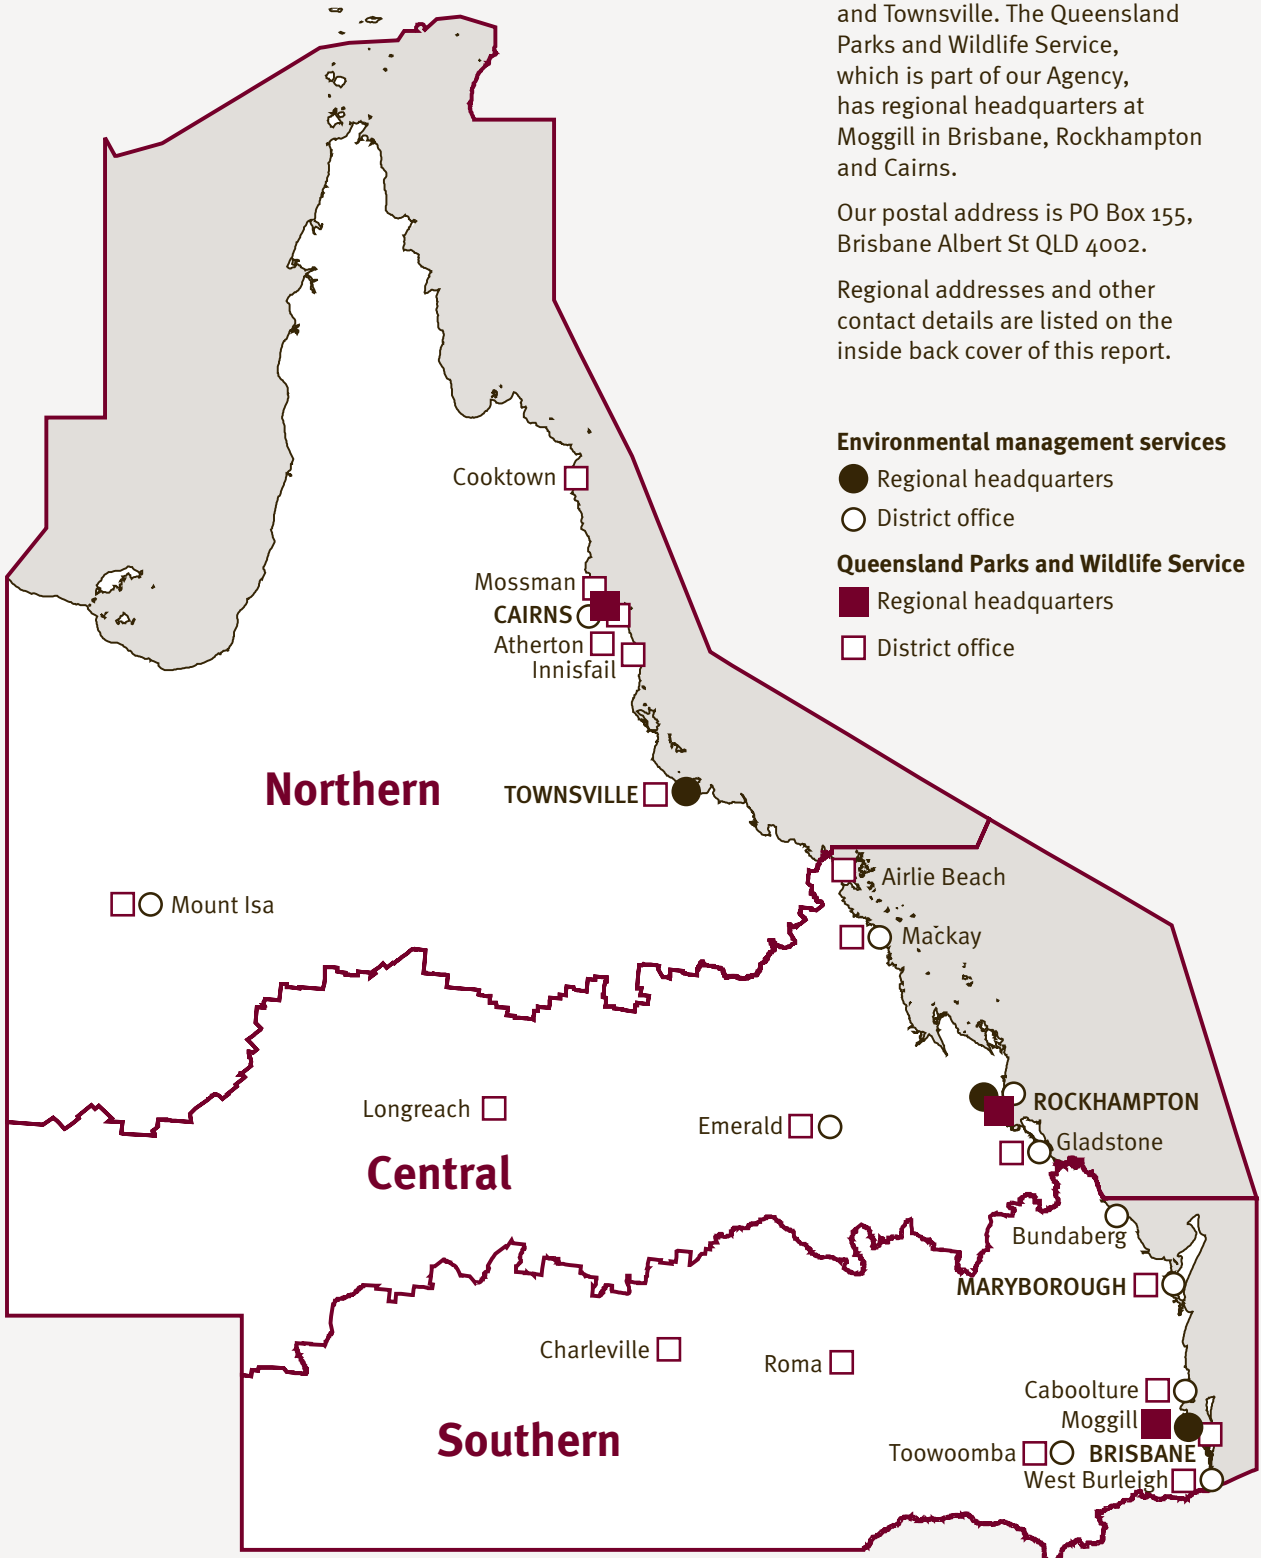 and Townsville. The Queensland
Parks and Wildlife Service,
which is part of our Agency,
has regional headquarters at
Moggill in Brisbane, Rockhampton
and Cairns.
Our postal address is PO Box 155,
Brisbane Albert St QLD 4002.
Regional addresses and other
contact details are listed on the
inside back cover of this report.
Environmental management services
Regional headquarters
District office
Queensland Parks and Wildlife Service
Regional headquarters
District office
Cooktown
Mossman
CAIRNS
Atherton
Innisfail
Northern
TOWNSVILLE
Airlie Beach
Mount Isa
Mackay
Longreach
Emerald
ROCKHAMPTON
Gladstone
Central
Bundaberg
MARYBOROUGH
Charleville
Roma
Caboolture
Moggill
Southern
Toowoomba
BRISBANE
West Burleigh